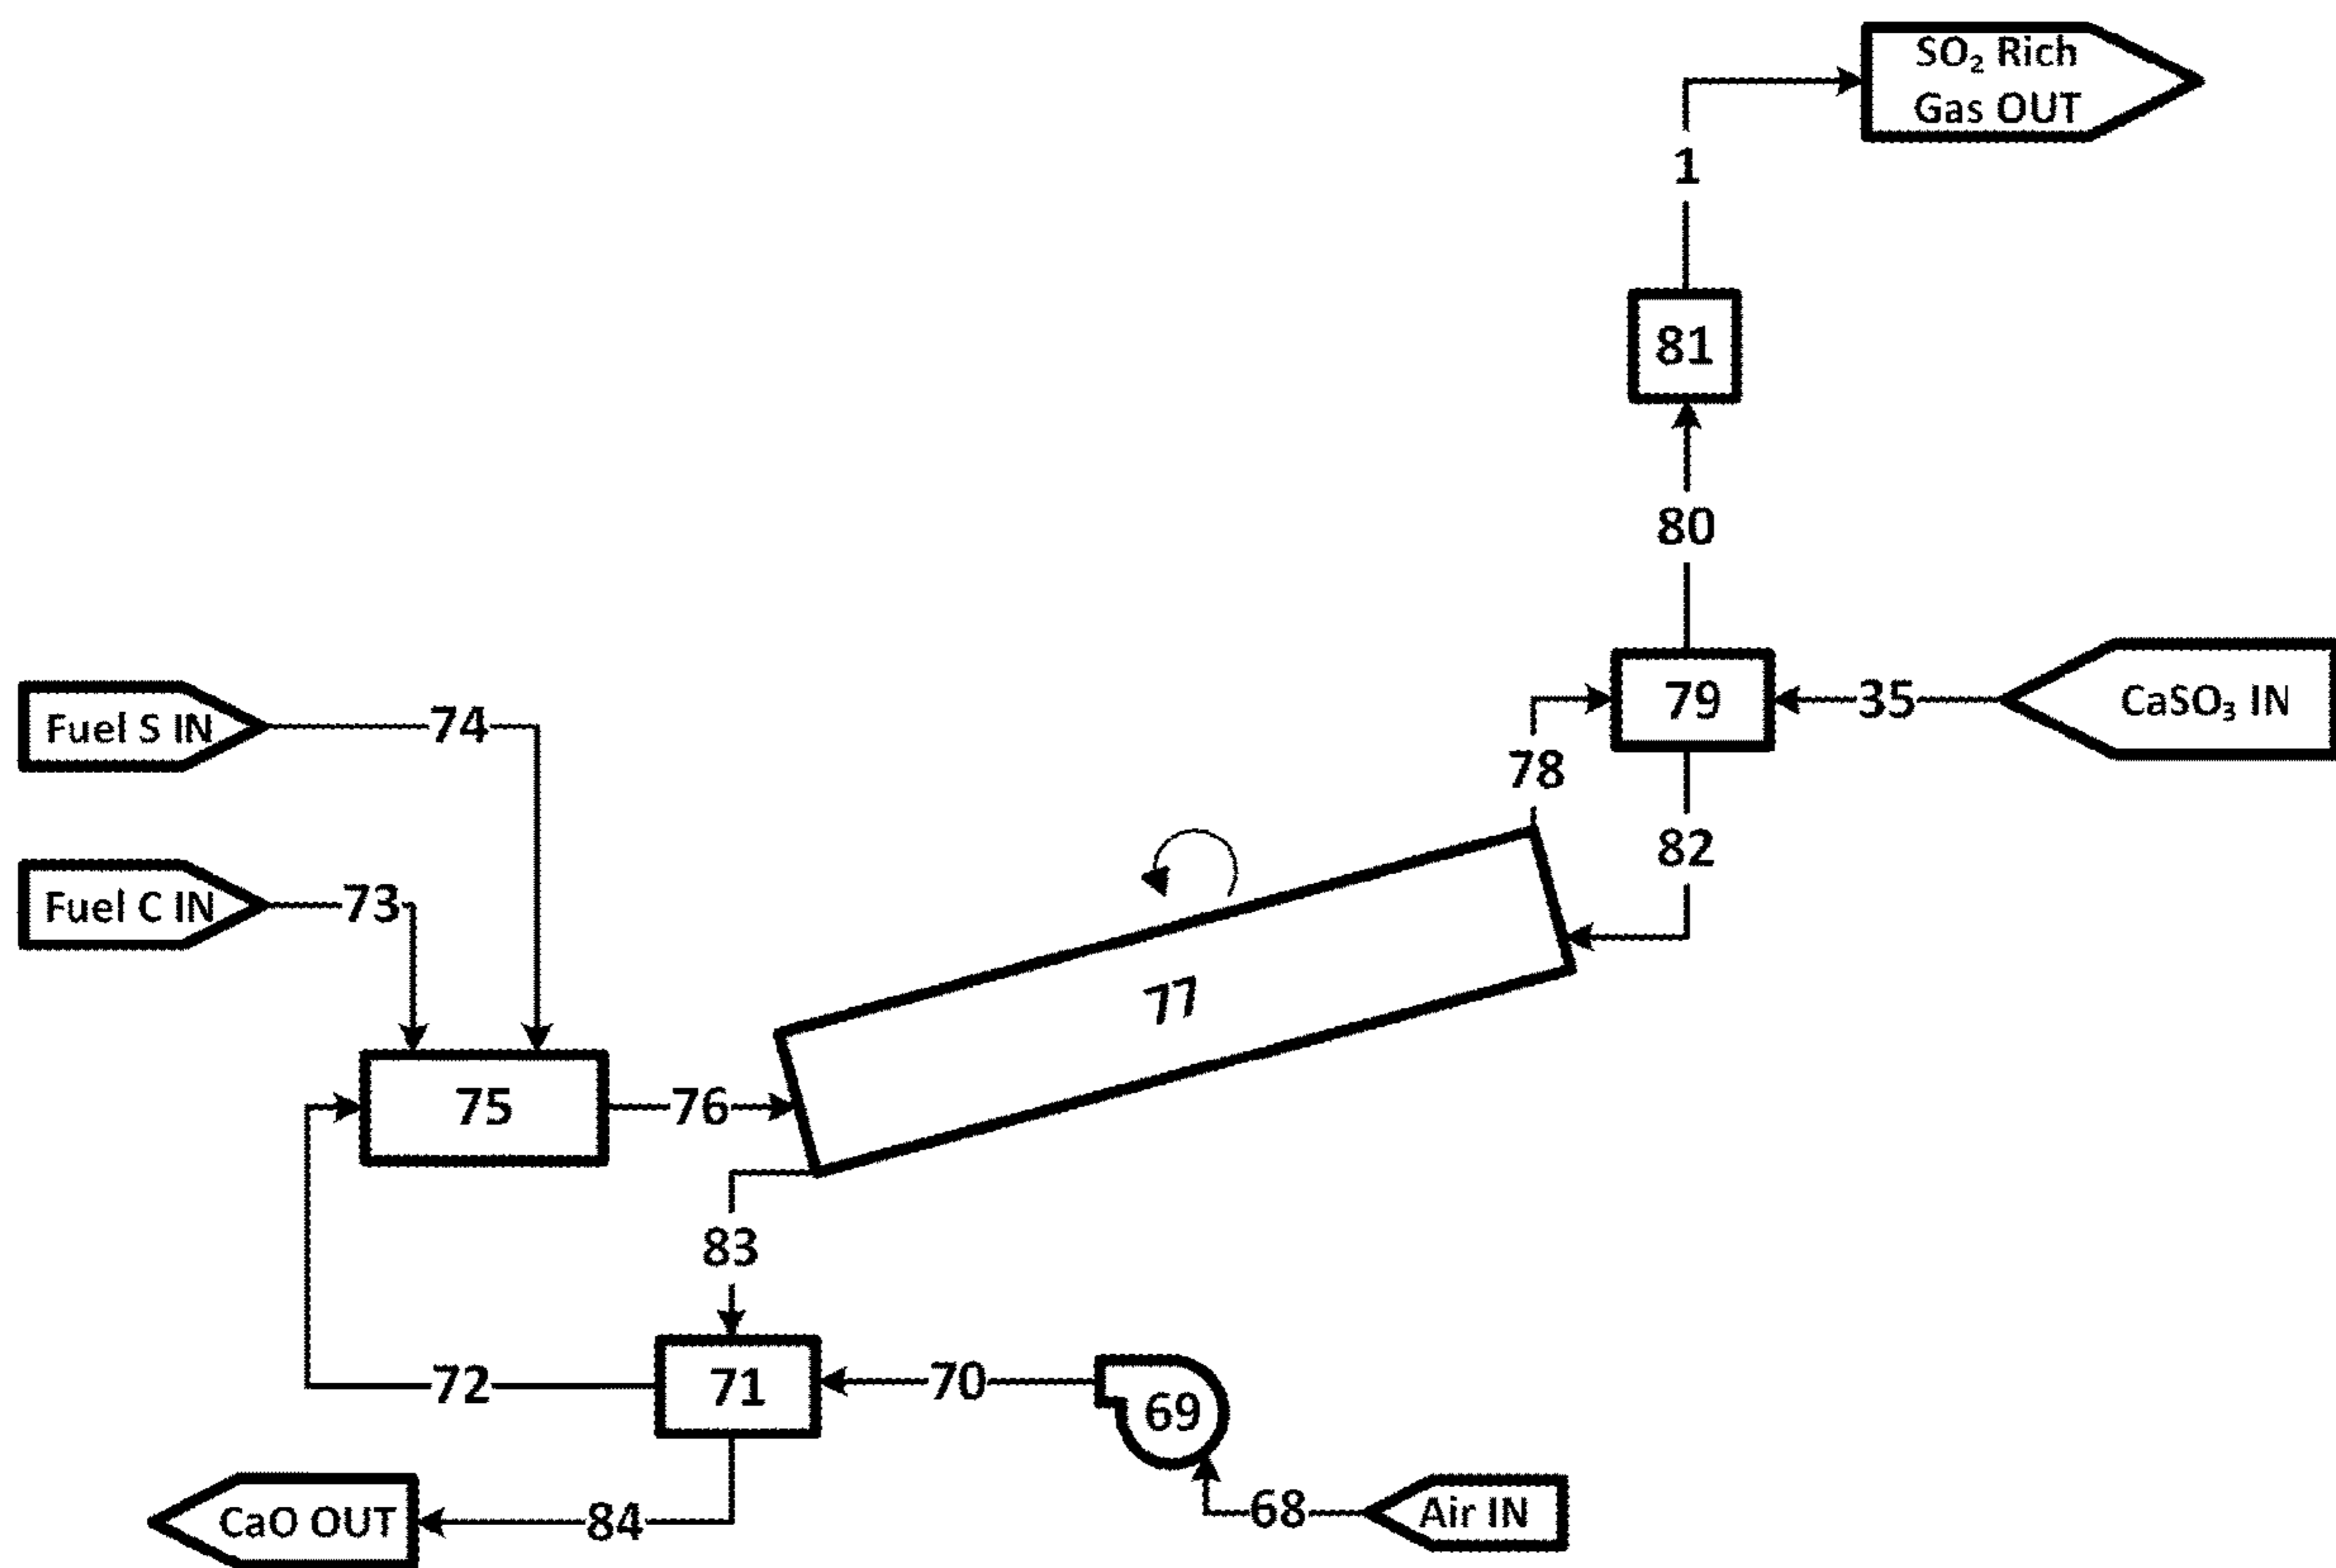 SO₂ Rich
Gas OUT
1
81
80
79
35
CaSO₃ IN
Fuel S IN
74
78
82
Fuel C IN
73
77
75
76
83
72
71
70
69
CaO OUT
84
68
Air IN